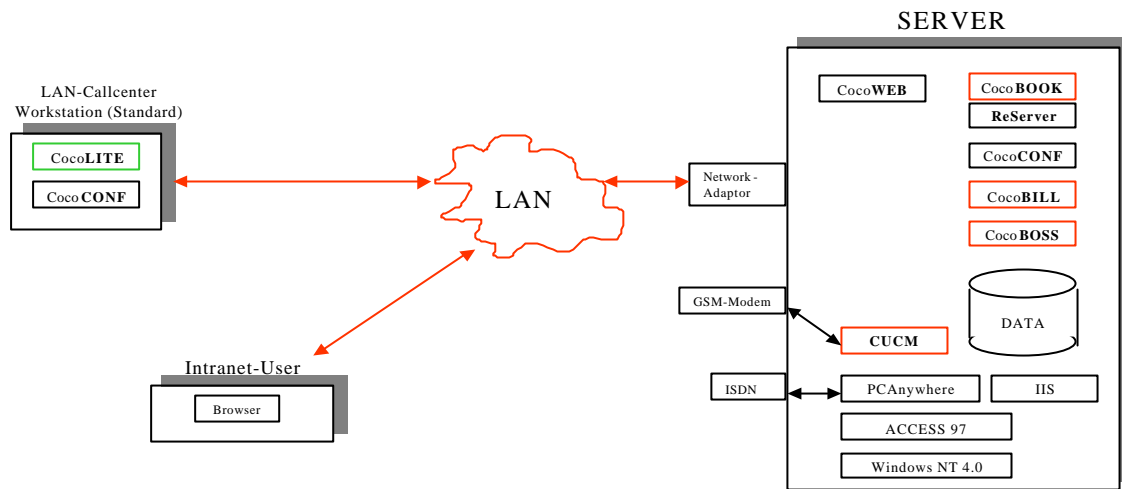 SERVER
LAN-Callcenter
Workstation (Standard)
CocoLITE
CocoCONF
LAN
Network-
Adaptor
CocoWEB
CocoBOOK
ReServer
CocoCONF
CocoBILL
CocoBOSS
GSM-Modem
DATA
CUCM
Intranet-User
Browser
ISDN
PCAnywhere
IIS
ACCESS 97
Windows NT 4.0